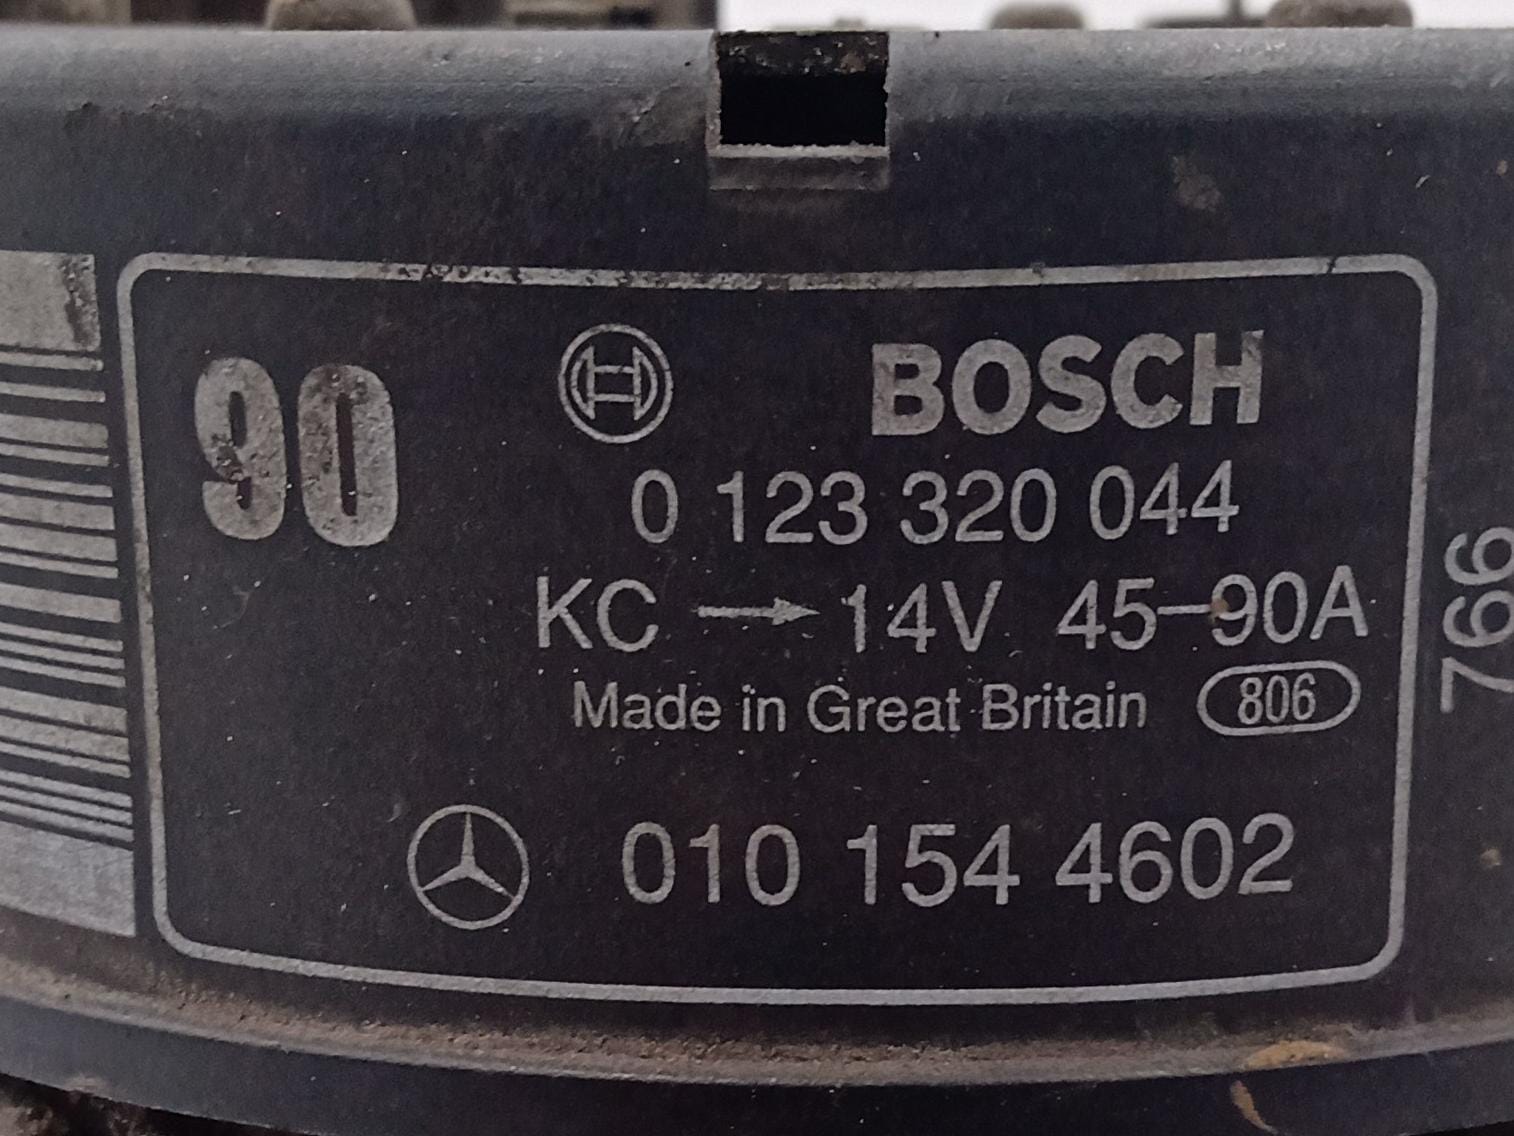 90
BOSCH
0 123 320 044
KC → 14V 45-90A
Made in Great Britain 806
010 154 4602
766